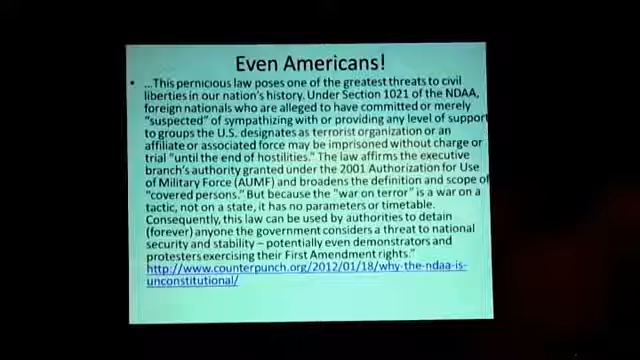 Even Americans!
• ...This pernicious law poses one of the greatest threats to civil
liberties in our nation's history. Under Section 1021 of the NDAA,
foreign nationals who are alleged to have committed or merely
"suspected" of sympathizing with or providing any level of support
to groups the U.S. designates as terrorist organization or an
affiliate or associated force may be imprisoned without charge or
trial "until the end of hostilities." The law affirms the executive
branch's authority granted under the 2001 Authorization for Use
of Military Force (AUMF) and broadens the definition and scope of
"covered persons." But because the "war on terror" is a war on a
tactic, not on a state, it has no parameters or timetable.
Consequently, this law can be used by authorities to detain
(forever) anyone the government considers a threat to national
security and stability – potentially even demonstrators and
protesters exercising their First Amendment rights."
http://www.counterpunch.org/2012/01/18/why-the-ndaa-is-
unconstitutional/